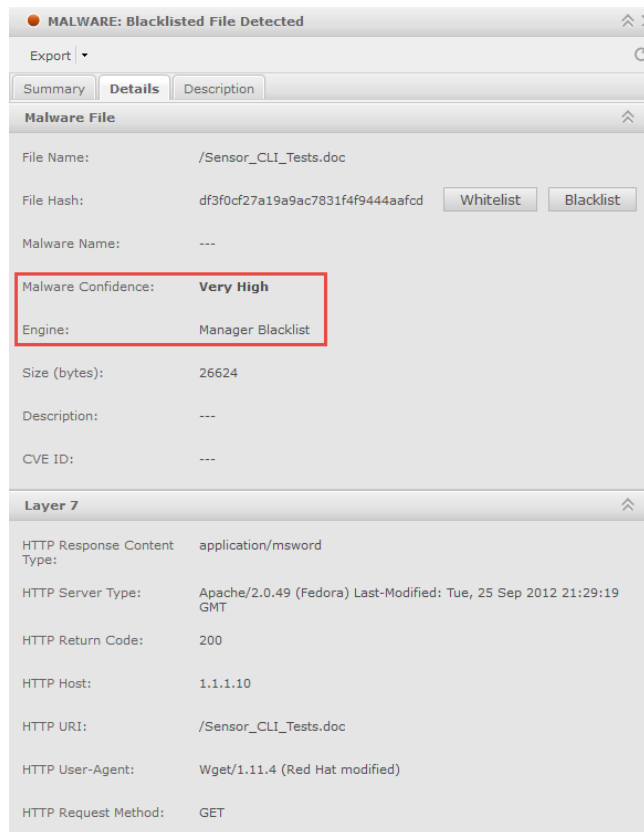 MALWARE: Blacklisted File Detected
Export
Summary Details Description
Malware File
File Name: /Sensor_CLI_Tests.doc
File Hash: df3f0cf27a19a9ac7831f4f9444aafcd Whitelist Blacklist
Malware Name: ---
Malware Confidence: Very High
Engine: Manager Blacklist
Size (bytes): 26624
Description: ---
CVE ID: ---
Layer 7
HTTP Response Content application/msword
Type:
HTTP Server Type: Apache/2.0.49 (Fedora) Last-Modified: Tue, 25 Sep 2012 21:29:19
GMT
HTTP Return Code: 200
HTTP Host: 1.1.1.10
HTTP URI: /Sensor_CLI_Tests.doc
HTTP User-Agent: Wget/1.11.4 (Red Hat modified)
HTTP Request Method: GET